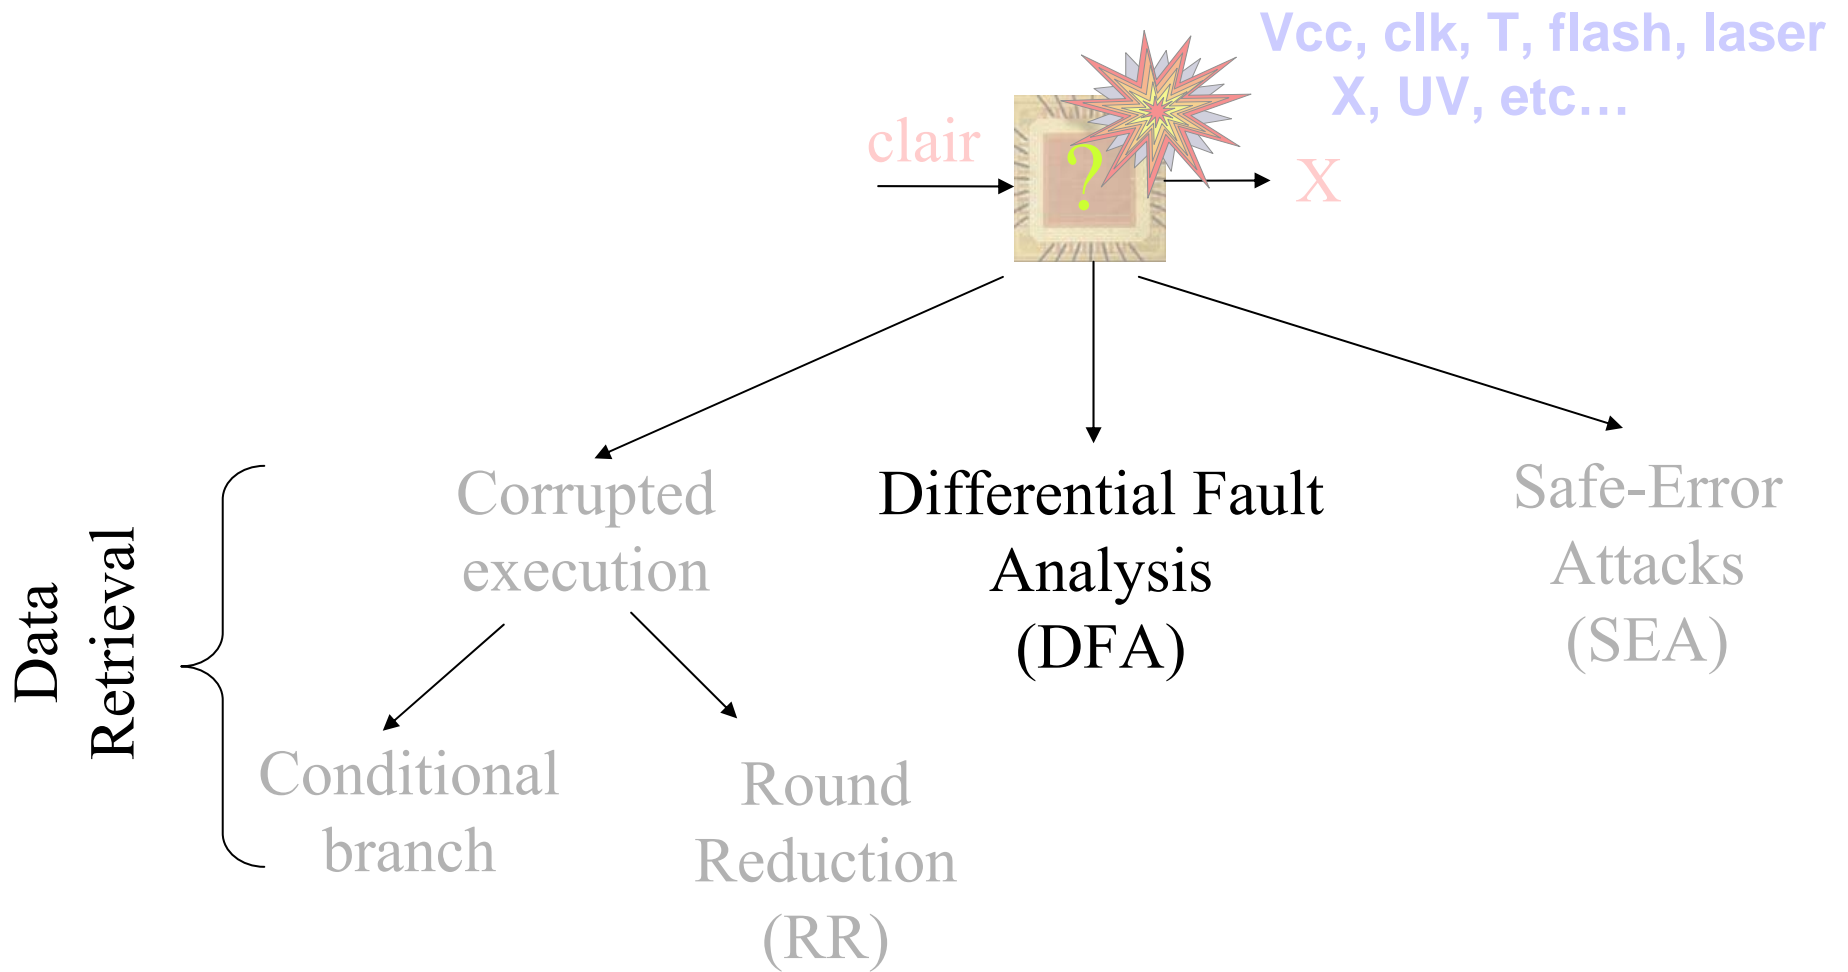 Vcc, clk, T, flash, laser
X, UV, etc…
clair
?
X
Data
Retrieval
Corrupted
execution
Differential Fault
Analysis
(DFA)
Safe-Error
Attacks
(SEA)
Conditional
branch
Round
Reduction
(RR)